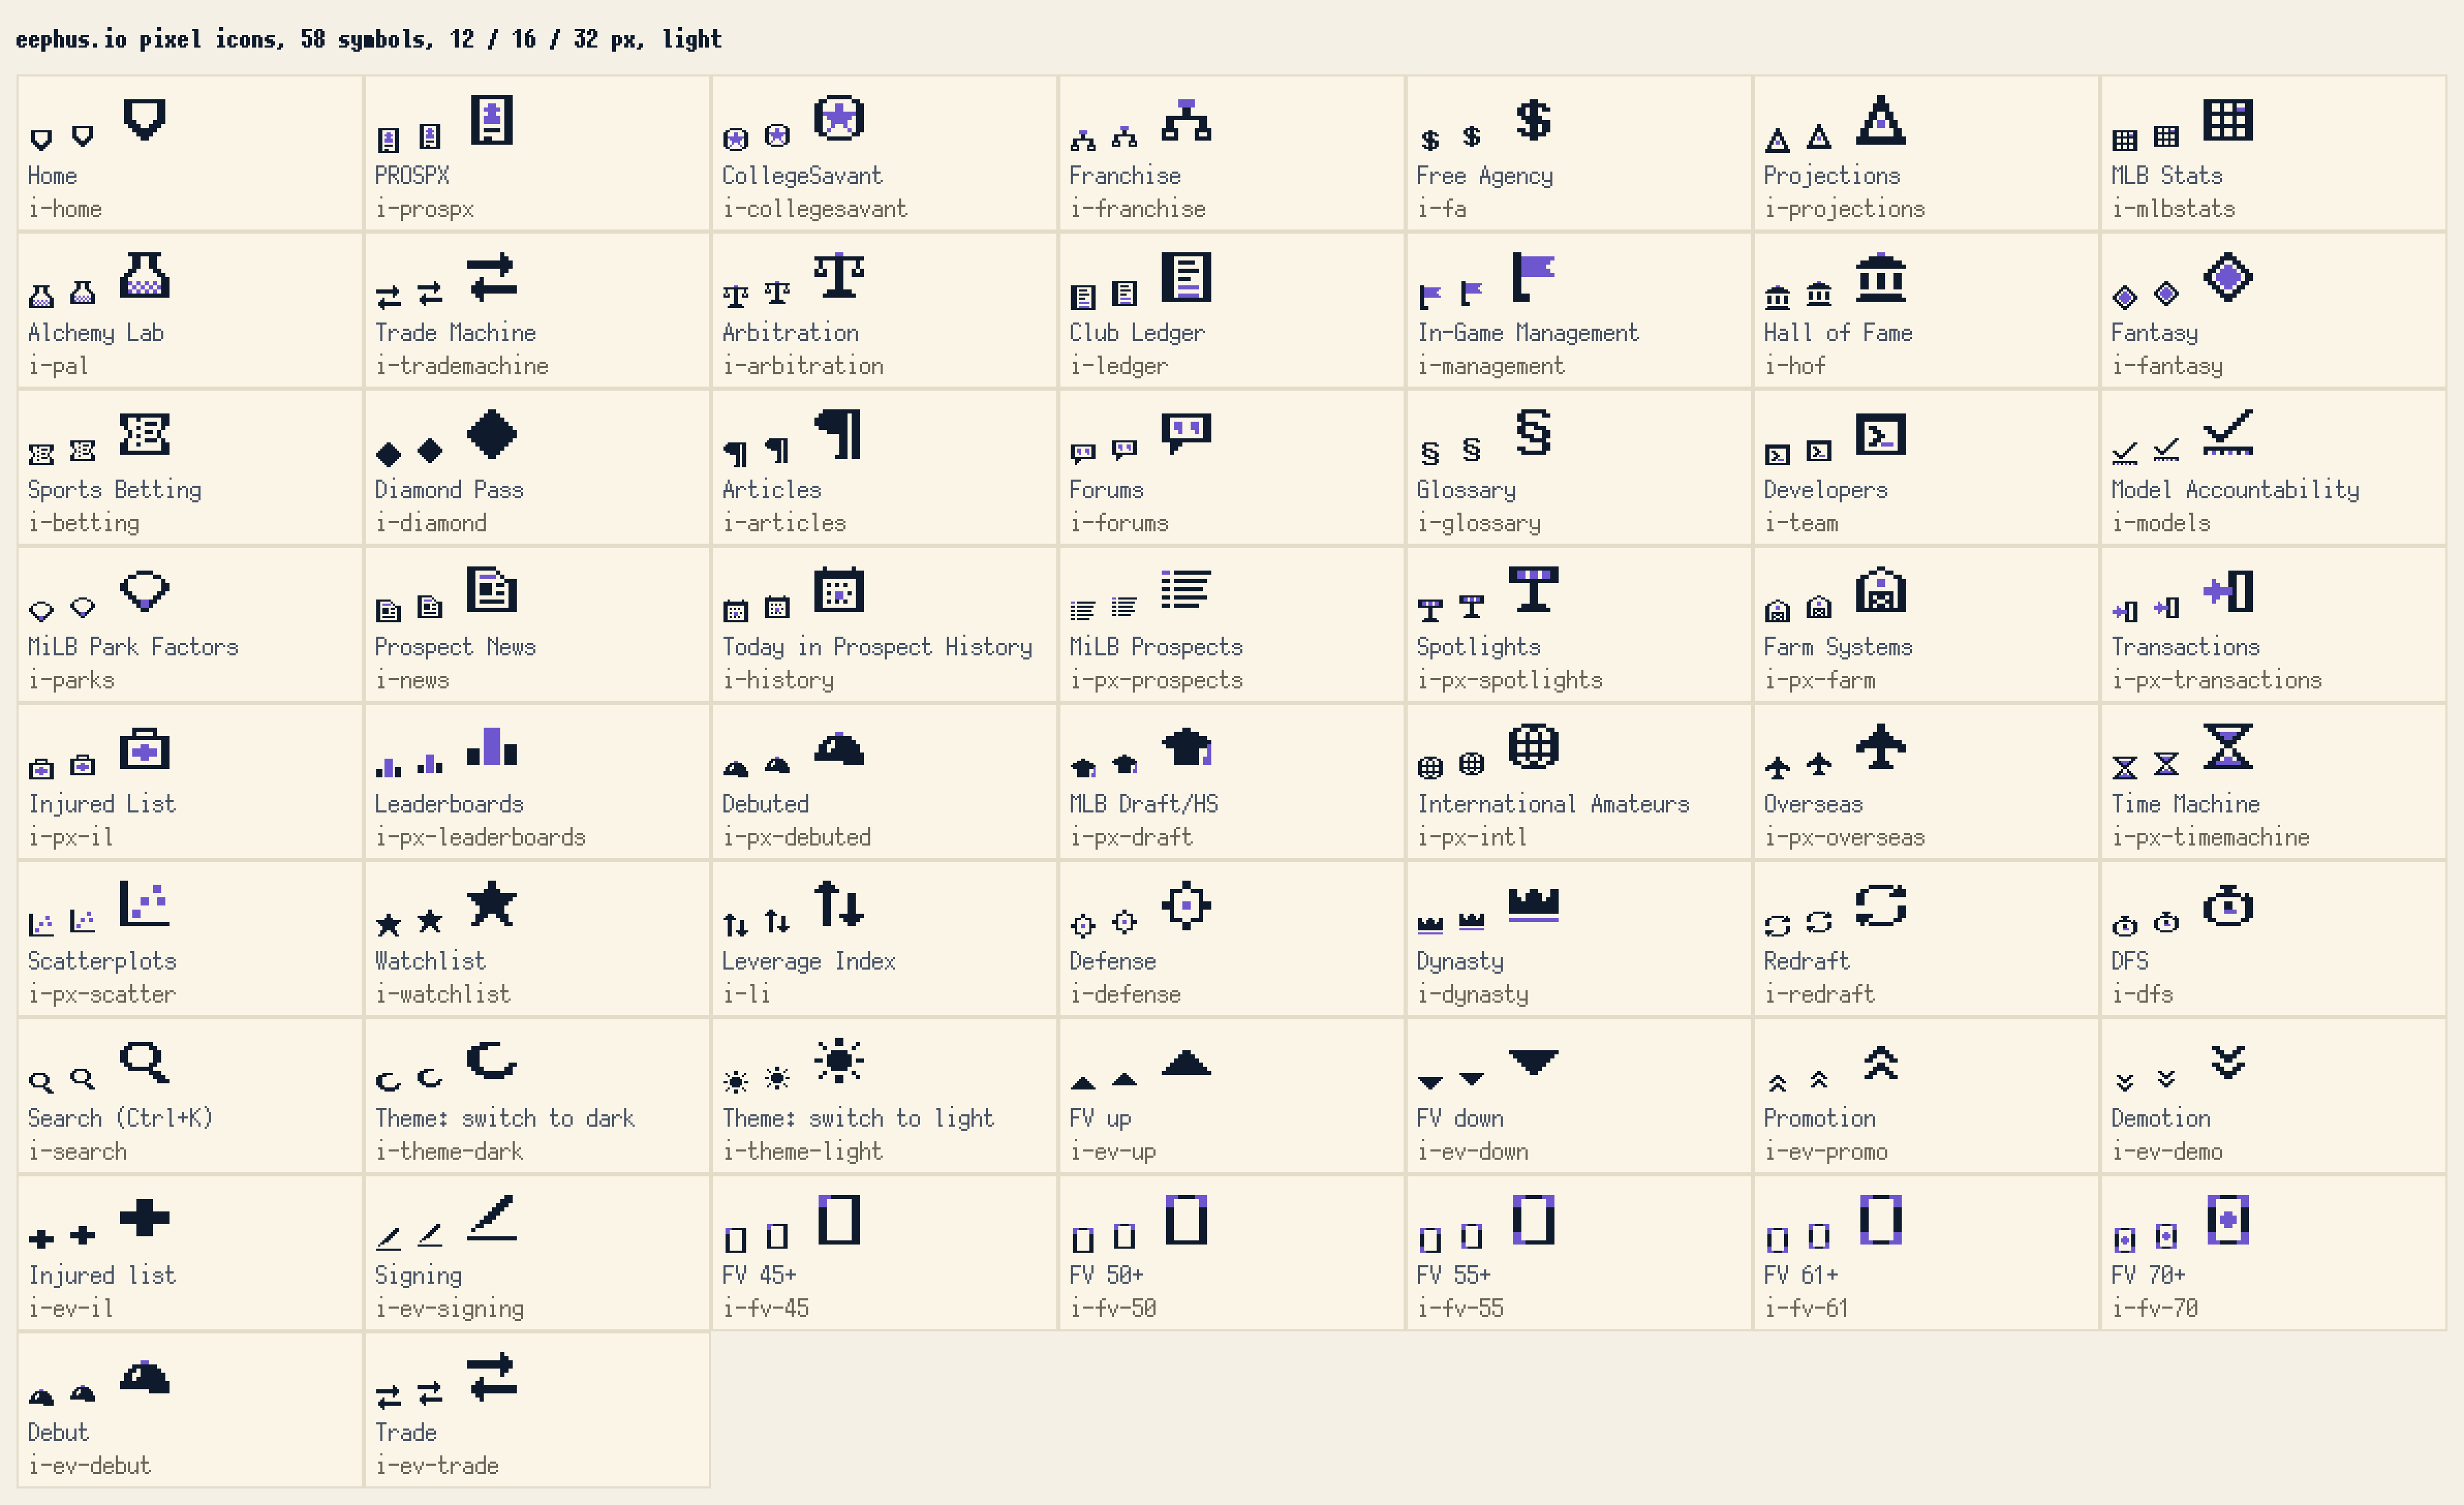 eephus.io pixel icons, 58 symbols, 12 / 16 / 32 px, light
Home
i-home
PROSPX
i-prospx
CollegeSavant
i-collegesavant
Franchise
i-franchise
Free Agency
i-fa
Projections
i-projections
MLB Stats
i-mlbstats
Alchemy Lab
i-pal
Trade Machine
i-trademachine
Arbitration
i-arbitration
Club Ledger
i-ledger
In-Game Management
i-management
Hall of Fame
i-hof
Fantasy
i-fantasy
Sports Betting
i-betting
Diamond Pass
i-diamond
Articles
i-articles
Forums
i-forums
Glossary
i-glossary
Developers
i-team
Model Accountability
i-models
MiLB Park Factors
i-parks
Prospect News
i-news
Today in Prospect History
i-history
MiLB Prospects
i-px-prospects
Spotlights
i-px-spotlights
Farm Systems
i-px-farm
Transactions
i-px-transactions
Injured List
i-px-il
Leaderboards
i-px-leaderboards
Debuted
i-px-debuted
MLB Draft/HS
i-px-draft
International Amateurs
i-px-intl
Overseas
i-px-overseas
Time Machine
i-px-timemachine
Scatterplots
i-px-scatter
Watchlist
i-watchlist
Leverage Index
i-li
Defense
i-defense
Dynasty
i-dynasty
Redraft
i-redraft
DFS
i-dfs
Search (Ctrl+K)
i-search
Theme: switch to dark
i-theme-dark
Theme: switch to light
i-theme-light
FV up
i-ev-up
FV down
i-ev-down
Promotion
i-ev-promo
Demotion
i-ev-demo
Injured list
i-ev-il
Signing
i-ev-signing
FV 45+
i-fv-45
FV 50+
i-fv-50
FV 55+
i-fv-55
FV 61+
i-fv-61
FV 70+
i-fv-70
Debut
i-ev-debut
Trade
i-ev-trade